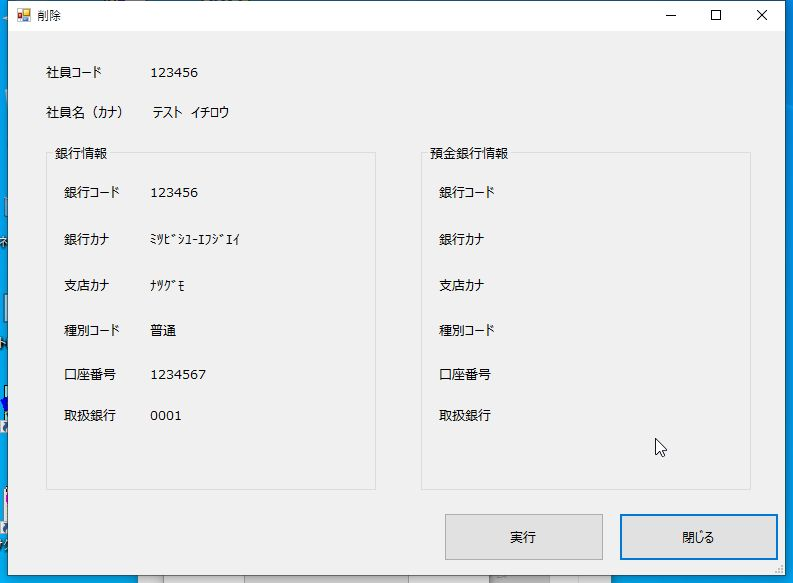 削除
社員コード 123456
社員名（カナ） テスト イチロウ
銀行情報
銀行コード 123456
銀行カナ ﾐﾂﾋﾞｼﾕｰｴﾌｼﾞｴｲ
支店カナ ﾅﾂｸﾞﾓ
種別コード 普通
口座番号 1234567
取扱銀行 0001
預金銀行情報
銀行コード
銀行カナ
支店カナ
種別コード
口座番号
取扱銀行
実行
閉じる